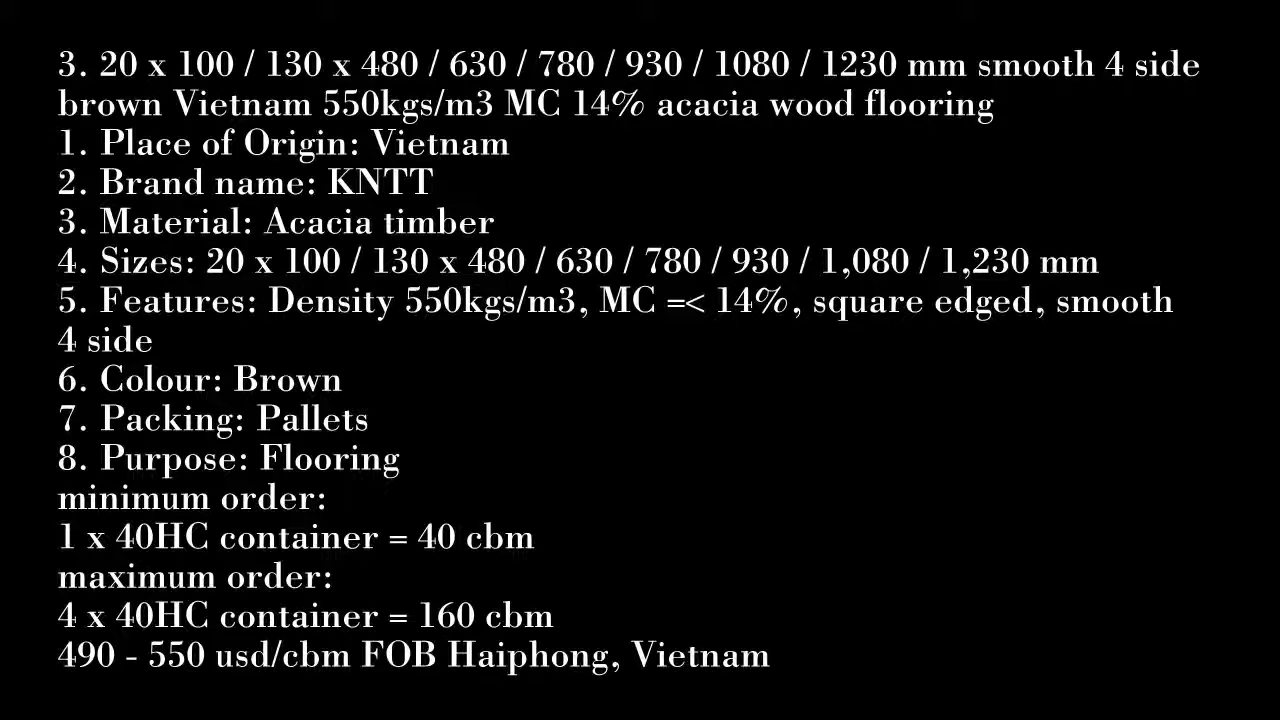 3. 20 x 100 / 130 x 480 / 630 / 780 / 930 / 1080 / 1230 mm smooth 4 side
brown Vietnam 550kgs/m3 MC 14% acacia wood flooring
1. Place of Origin: Vietnam
2. Brand name: KNTT
3. Material: Acacia timber
4. Sizes: 20 x 100 / 130 x 480 / 630 / 780 / 930 / 1,080 / 1,230 mm
5. Features: Density 550kgs/m3, MC =< 14%, square edged, smooth
4 side
6. Colour: Brown
7. Packing: Pallets
8. Purpose: Flooring
minimum order:
1 x 40HC container = 40 cbm
maximum order:
4 x 40HC container = 160 cbm
490 - 550 usd/cbm FOB Haiphong, Vietnam